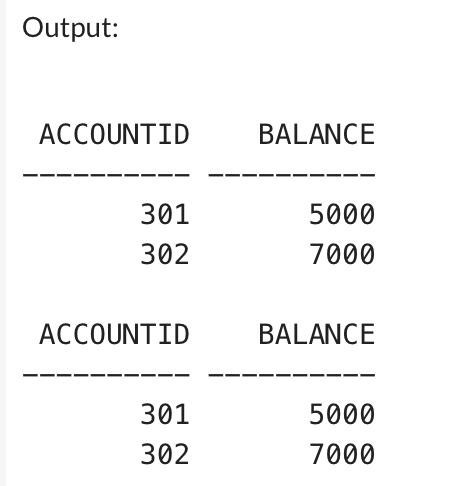 Output:
ACCOUNTID    BALANCE
---------- ----------
       301       5000
       302       7000
ACCOUNTID    BALANCE
---------- ----------
       301       5000
       302       7000